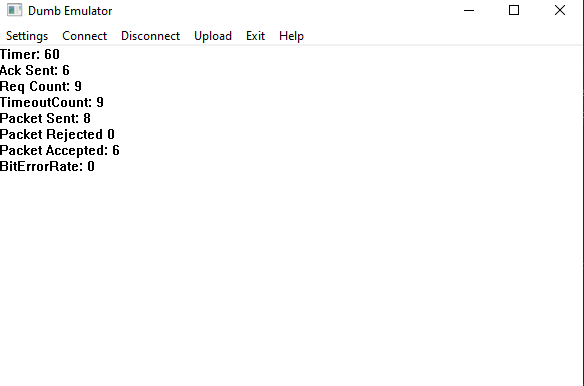 Dumb Emulator
Settings Connect Disconnect Upload Exit Help
Timer: 60
Ack Sent: 6
Req Count: 9
TimeoutCount: 9
Packet Sent: 8
Packet Rejected 0
Packet Accepted: 6
BitErrorRate: 0